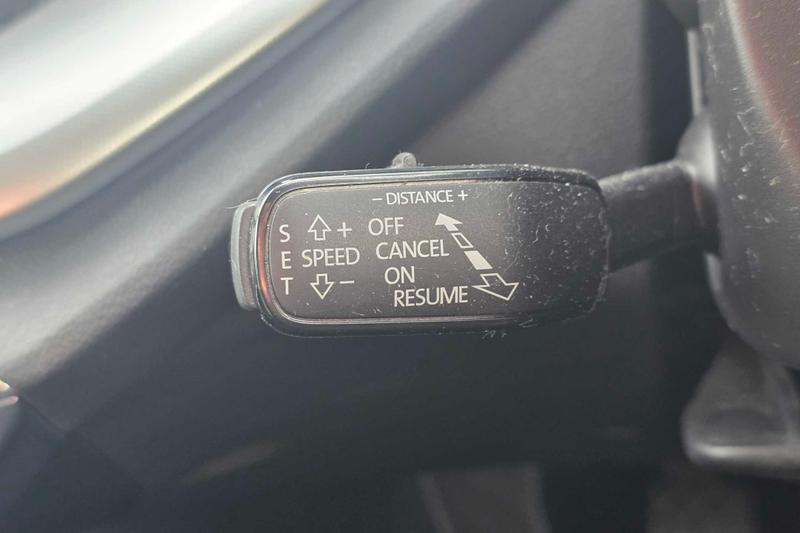 - DISTANCE +
S + OFF
E SPEED CANCEL
T - ON
RESUME